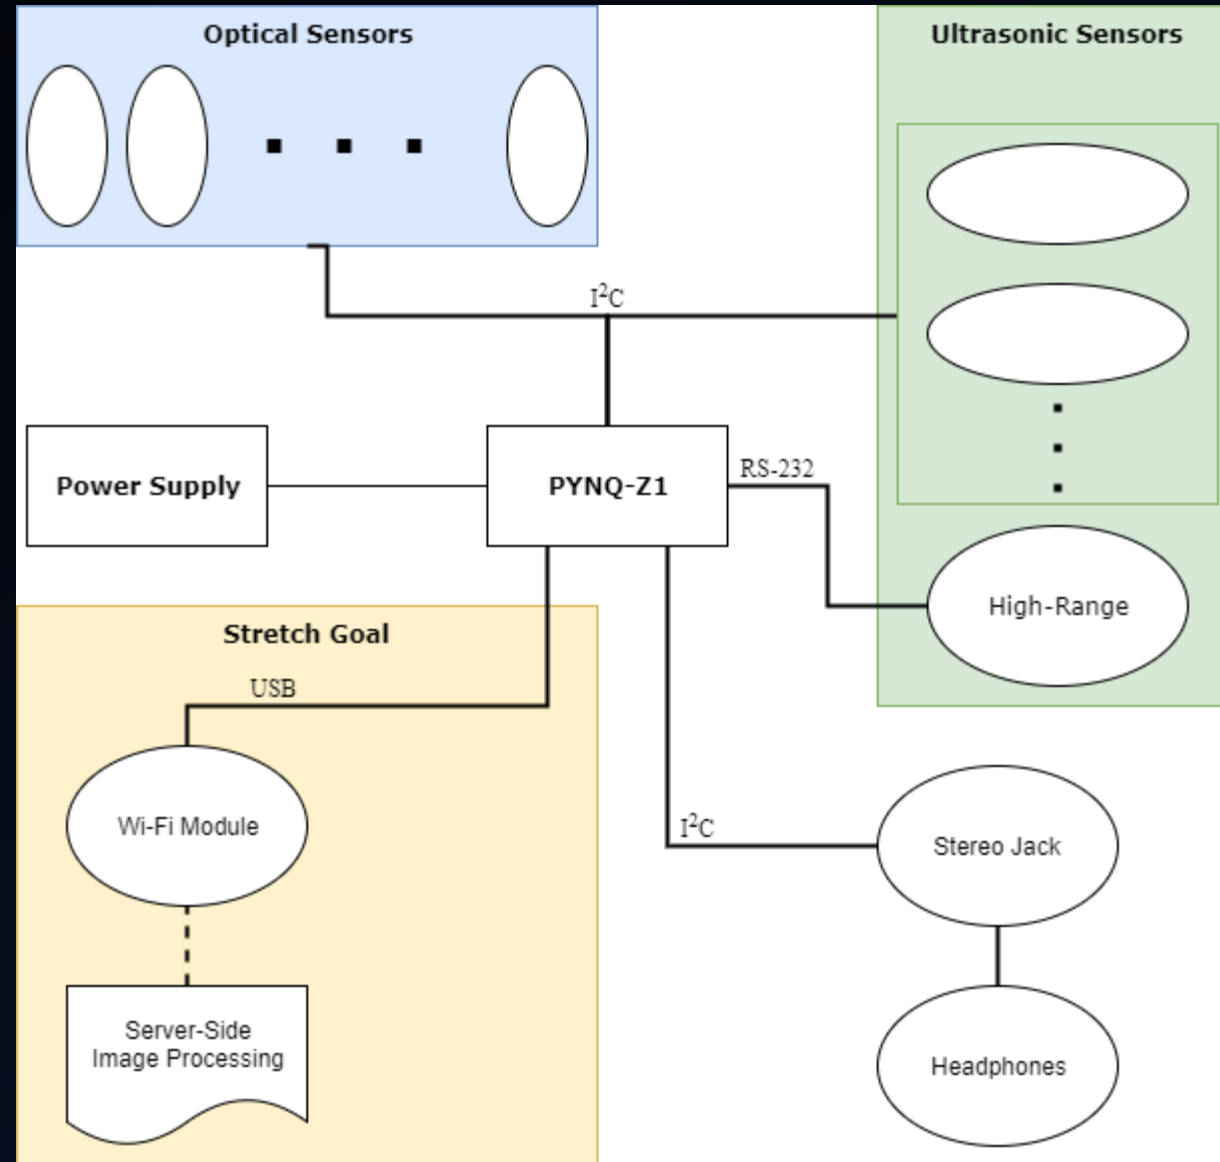 Optical Sensors
Ultrasonic Sensors
I²C
Power Supply
PYNQ-Z1
RS-232
High-Range
Stretch Goal
USB
Wi-Fi Module
I²C
Stereo Jack
Server-Side
Image Processing
Headphones